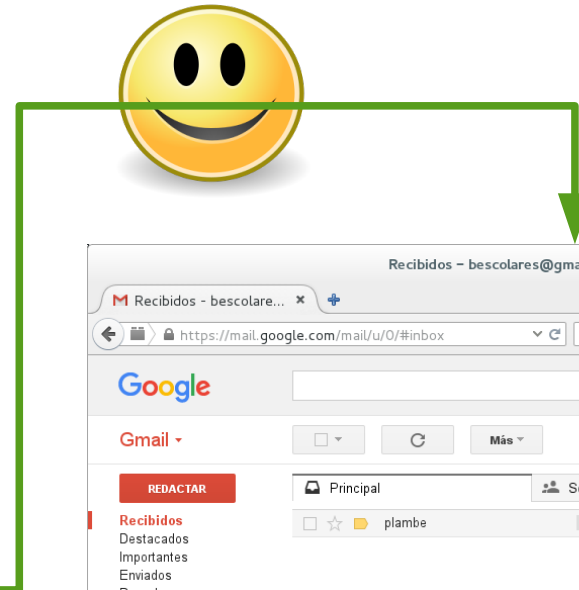 Recibidos – bescolares@gma
Recibidos - bescolare...
https://mail.google.com/mail/u/0/#inbox
Google
Gmail
Más
REDACTAR
Principal
Recibidos
plambe
Destacados
Importantes
Enviados